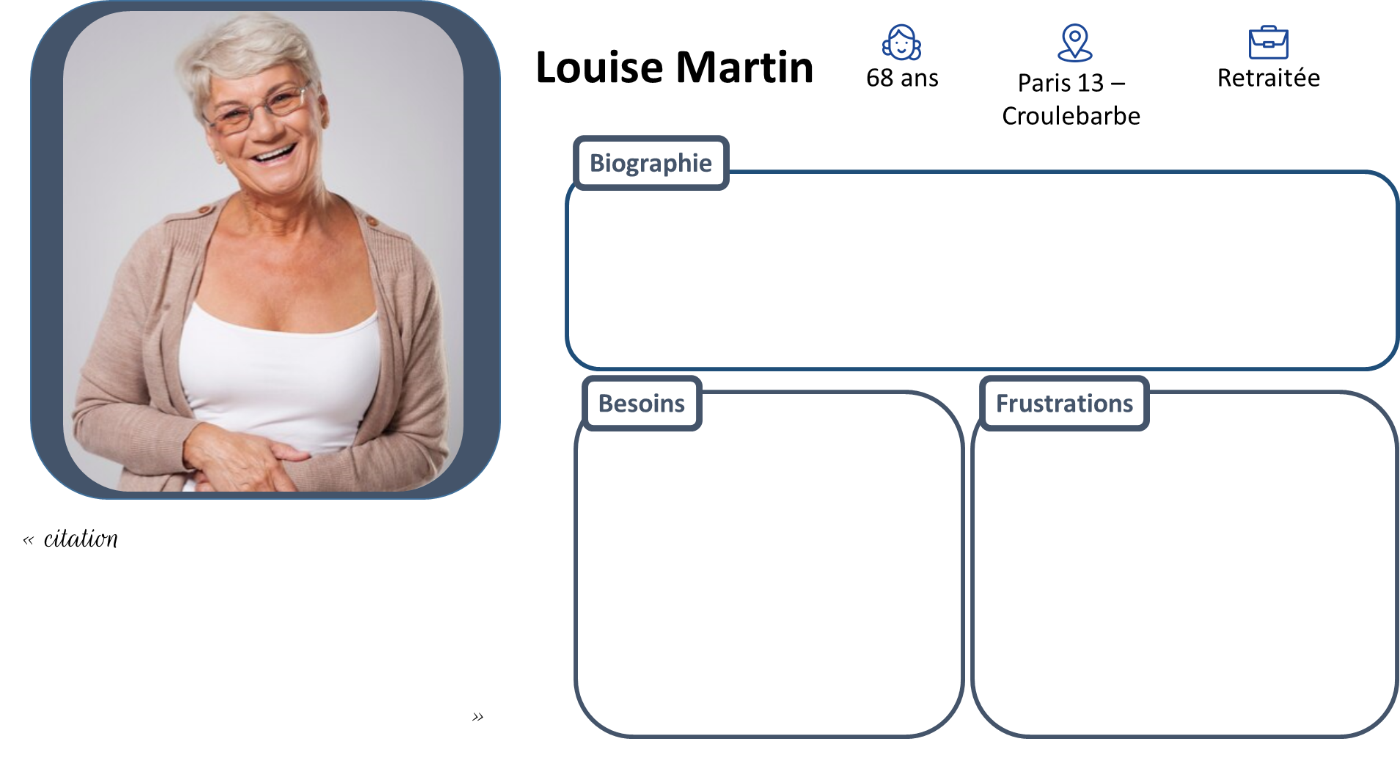 Louise Martin
68 ans
Paris 13 –
Croulebarbe
Retraitée
Biographie
Besoins
Frustrations
« citation
»